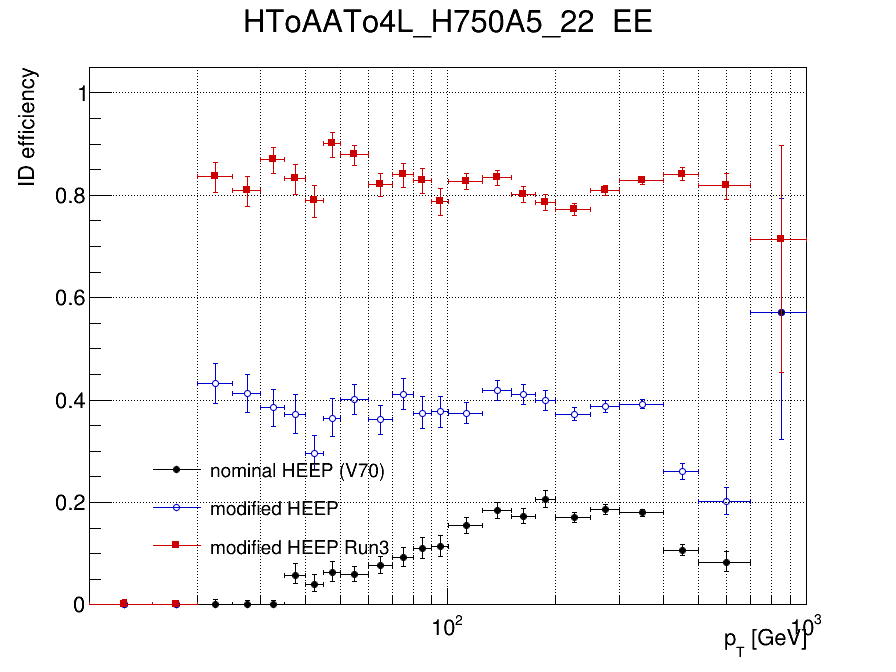 HToAATo4L_H750A5_22 EE
ID efficiency
1
0.8
0.6
0.4
0.2
0
nominal HEEP (V70)
modified HEEP
modified HEEP Run3
10²
10³
p_T [GeV]